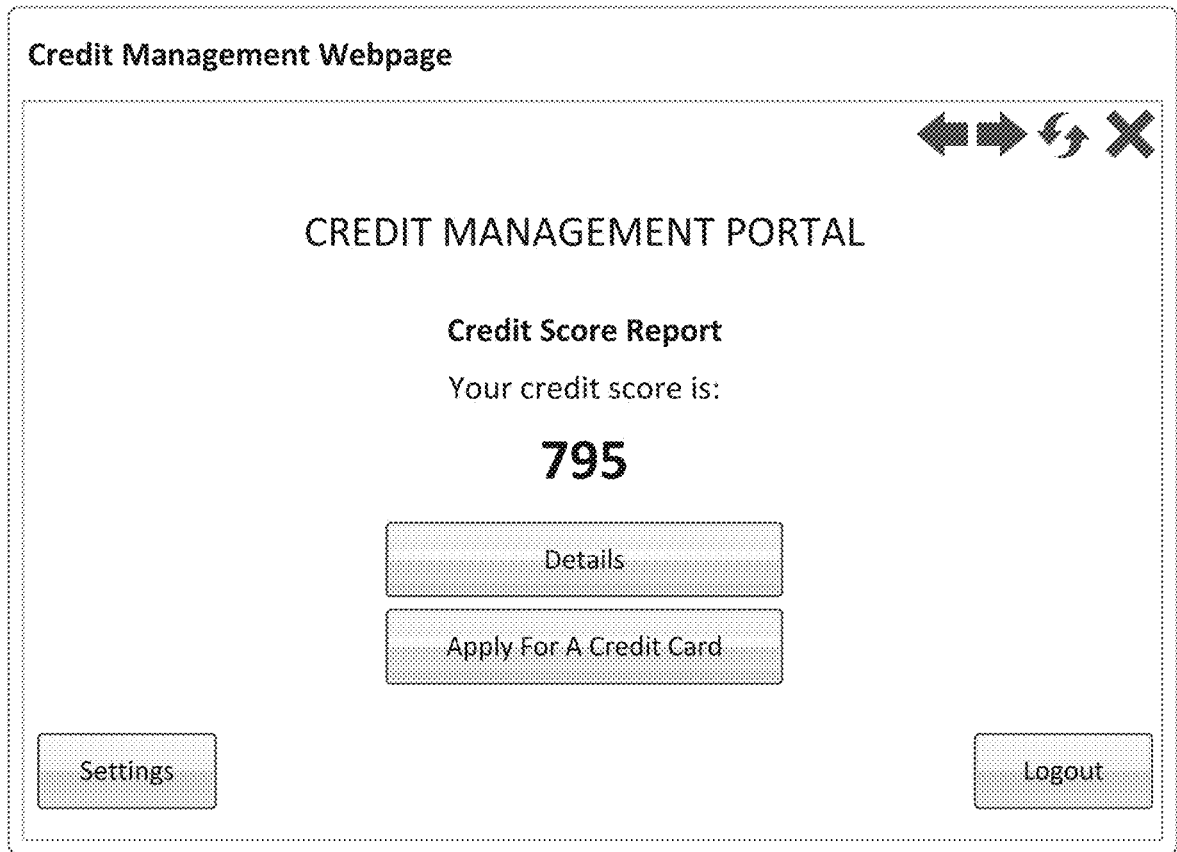 Credit Management Webpage
CREDIT MANAGEMENT PORTAL
Credit Score Report
Your credit score is:
795
Details
Apply For A Credit Card
Settings
Logout